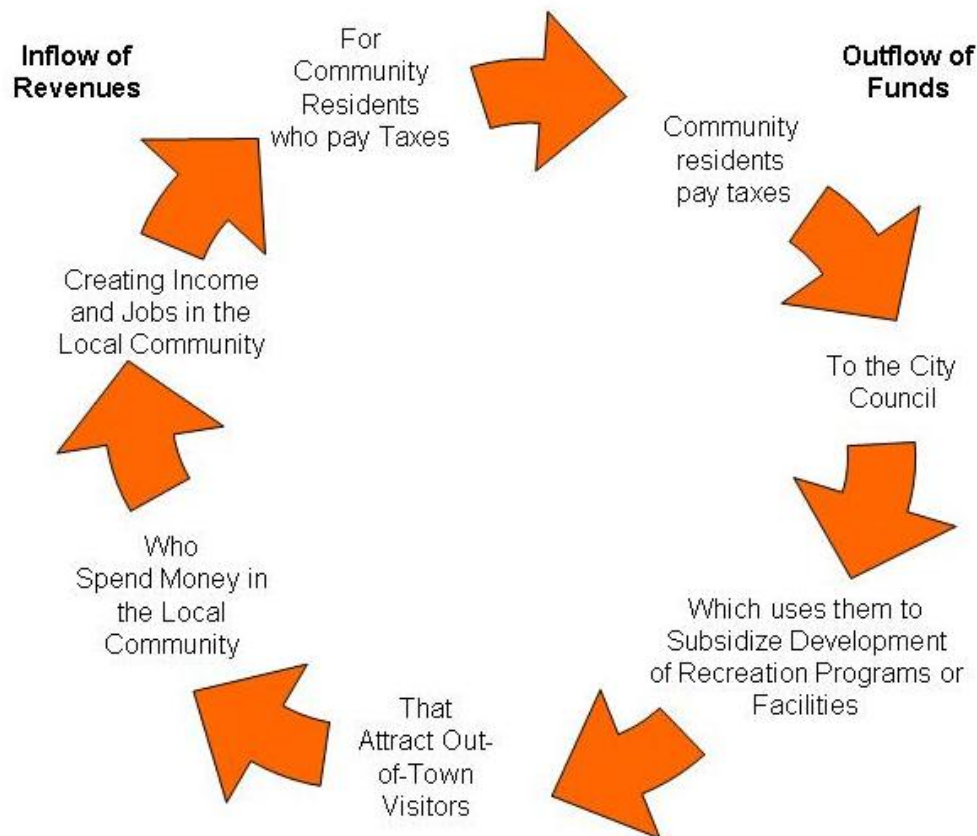 Inflow of
Revenues
For
Community
Residents
who pay Taxes
Outflow of
Funds
Community
residents
pay taxes
To the City
Council
Which uses them to
Subsidize Development
of Recreation Programs or
Facilities
That
Attract Out-
of-Town
Visitors
Who
Spend Money in
the Local
Community
Creating Income
and Jobs in the
Local Community